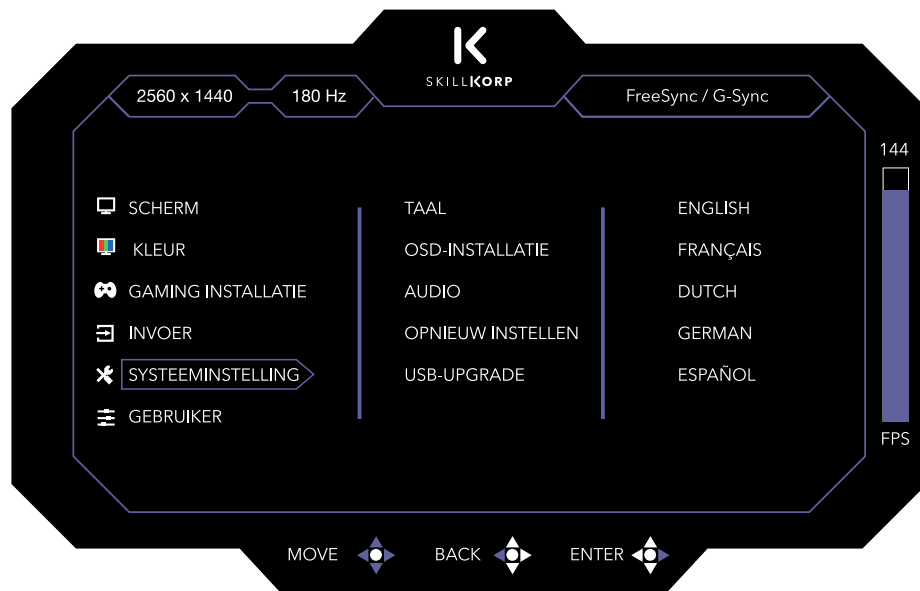 SKILLKORP
2560 x 1440
180 Hz
FreeSync / G-Sync
144
SCHERM
KLEUR
GAMING INSTALLATIE
INVOER
SYSTEEMINSTELLING
GEBRUIKER
TAAL
OSD-INSTALLATIE
AUDIO
OPNIEUW INSTELLEN
USB-UPGRADE
ENGLISH
FRANÇAIS
DUTCH
GERMAN
ESPAÑOL
FPS
MOVE
BACK
ENTER